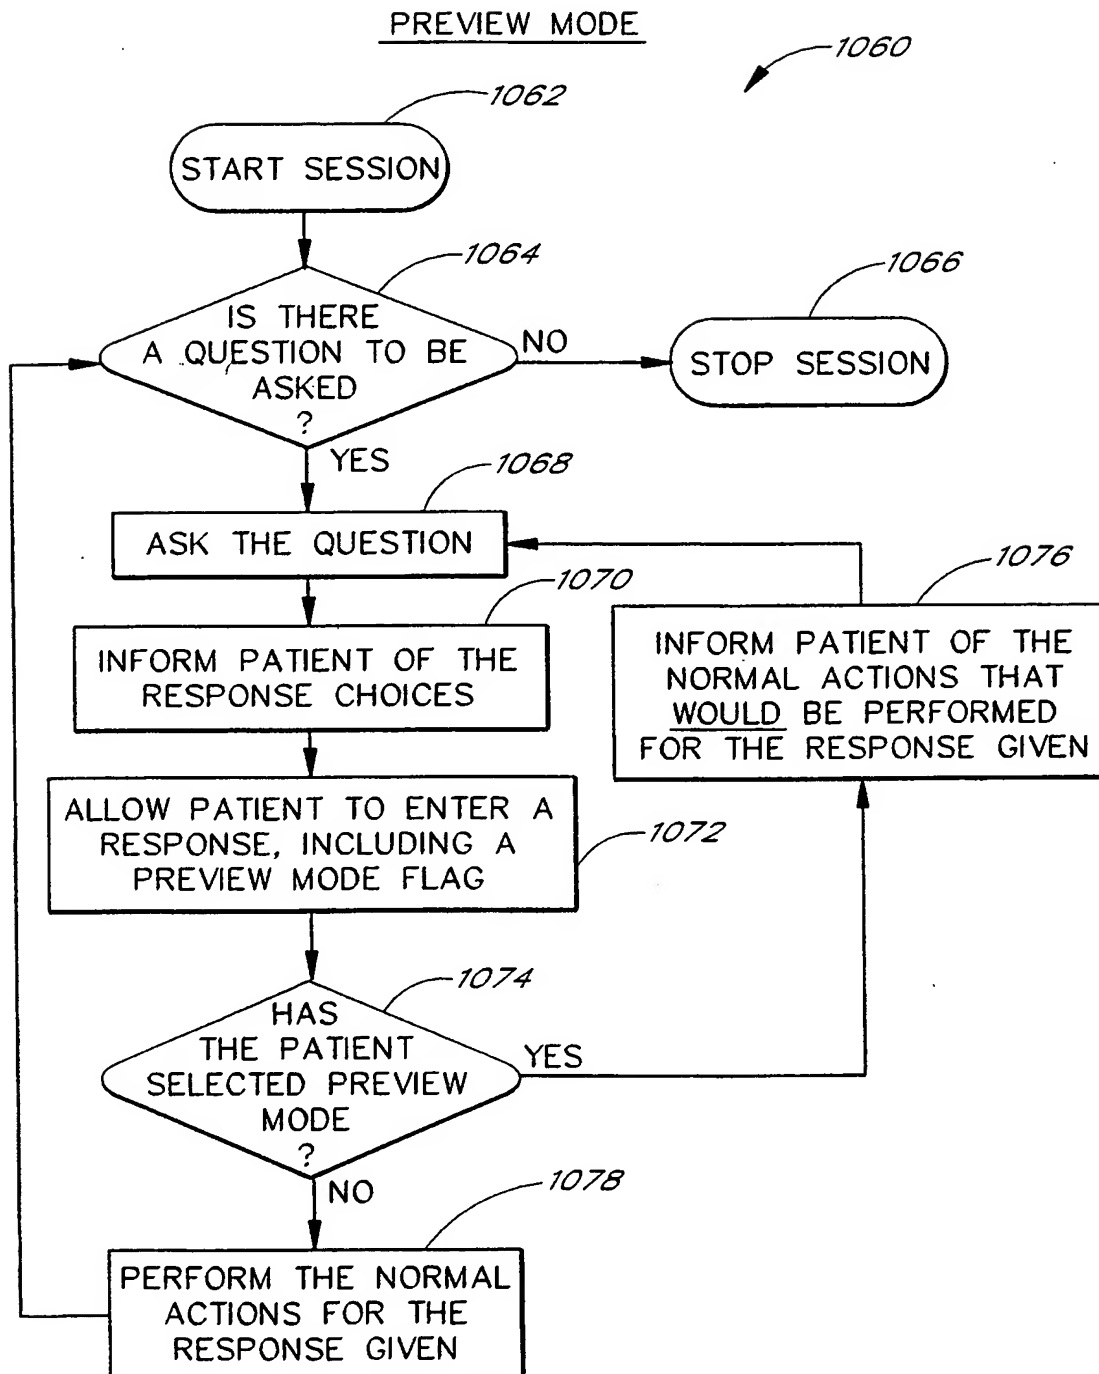 PREVIEW MODE
1060
1062
START SESSION
1064
IS THERE
A QUESTION TO BE
ASKED
?
NO
1066
STOP SESSION
YES
1068
ASK THE QUESTION
1070
INFORM PATIENT OF THE
RESPONSE CHOICES
1076
INFORM PATIENT OF THE
NORMAL ACTIONS THAT
WOULD BE PERFORMED
FOR THE RESPONSE GIVEN
ALLOW PATIENT TO ENTER A
RESPONSE, INCLUDING A
PREVIEW MODE FLAG
1072
1074
HAS
THE PATIENT
SELECTED PREVIEW
MODE
?
YES
NO
1078
PERFORM THE NORMAL
ACTIONS FOR THE
RESPONSE GIVEN